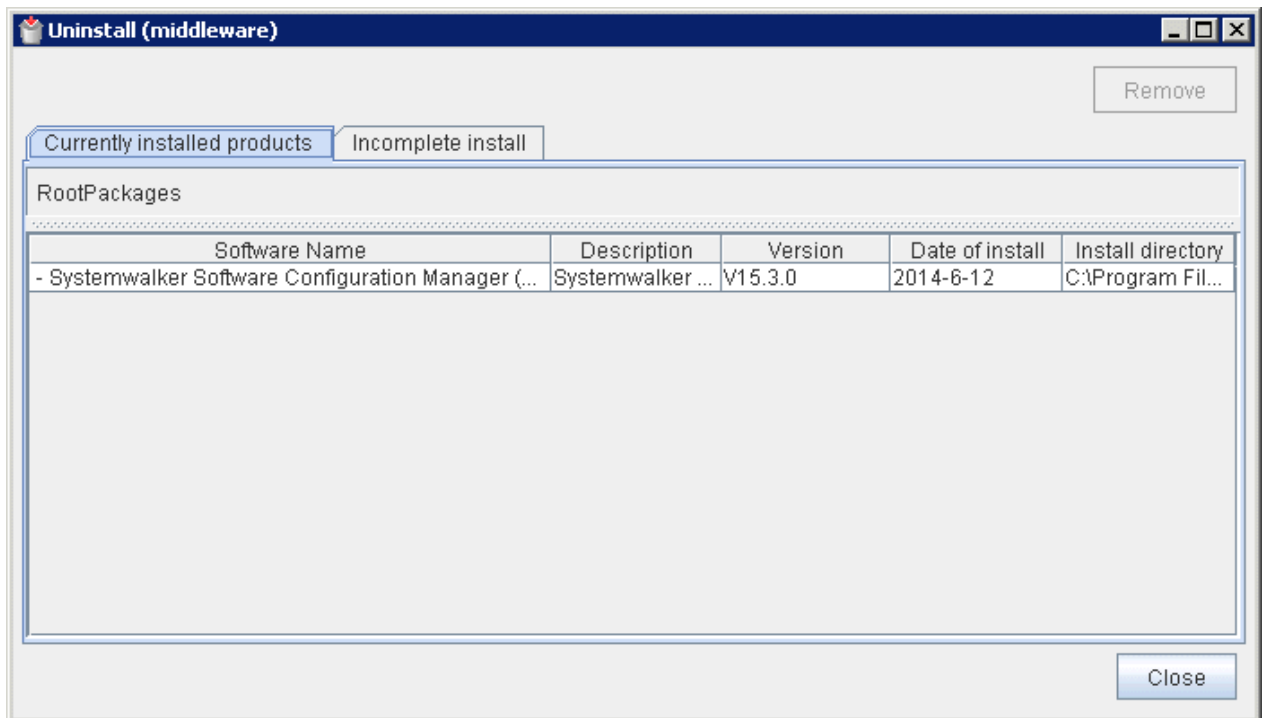 Uninstall (middleware)
Remove
Currently installed products Incomplete install
RootPackages
Software Name Description Version Date of install Install directory
- Systemwalker Software Configuration Manager (... Systemwalker ... V15.3.0 2014-6-12 C:\Program Fil...
Close